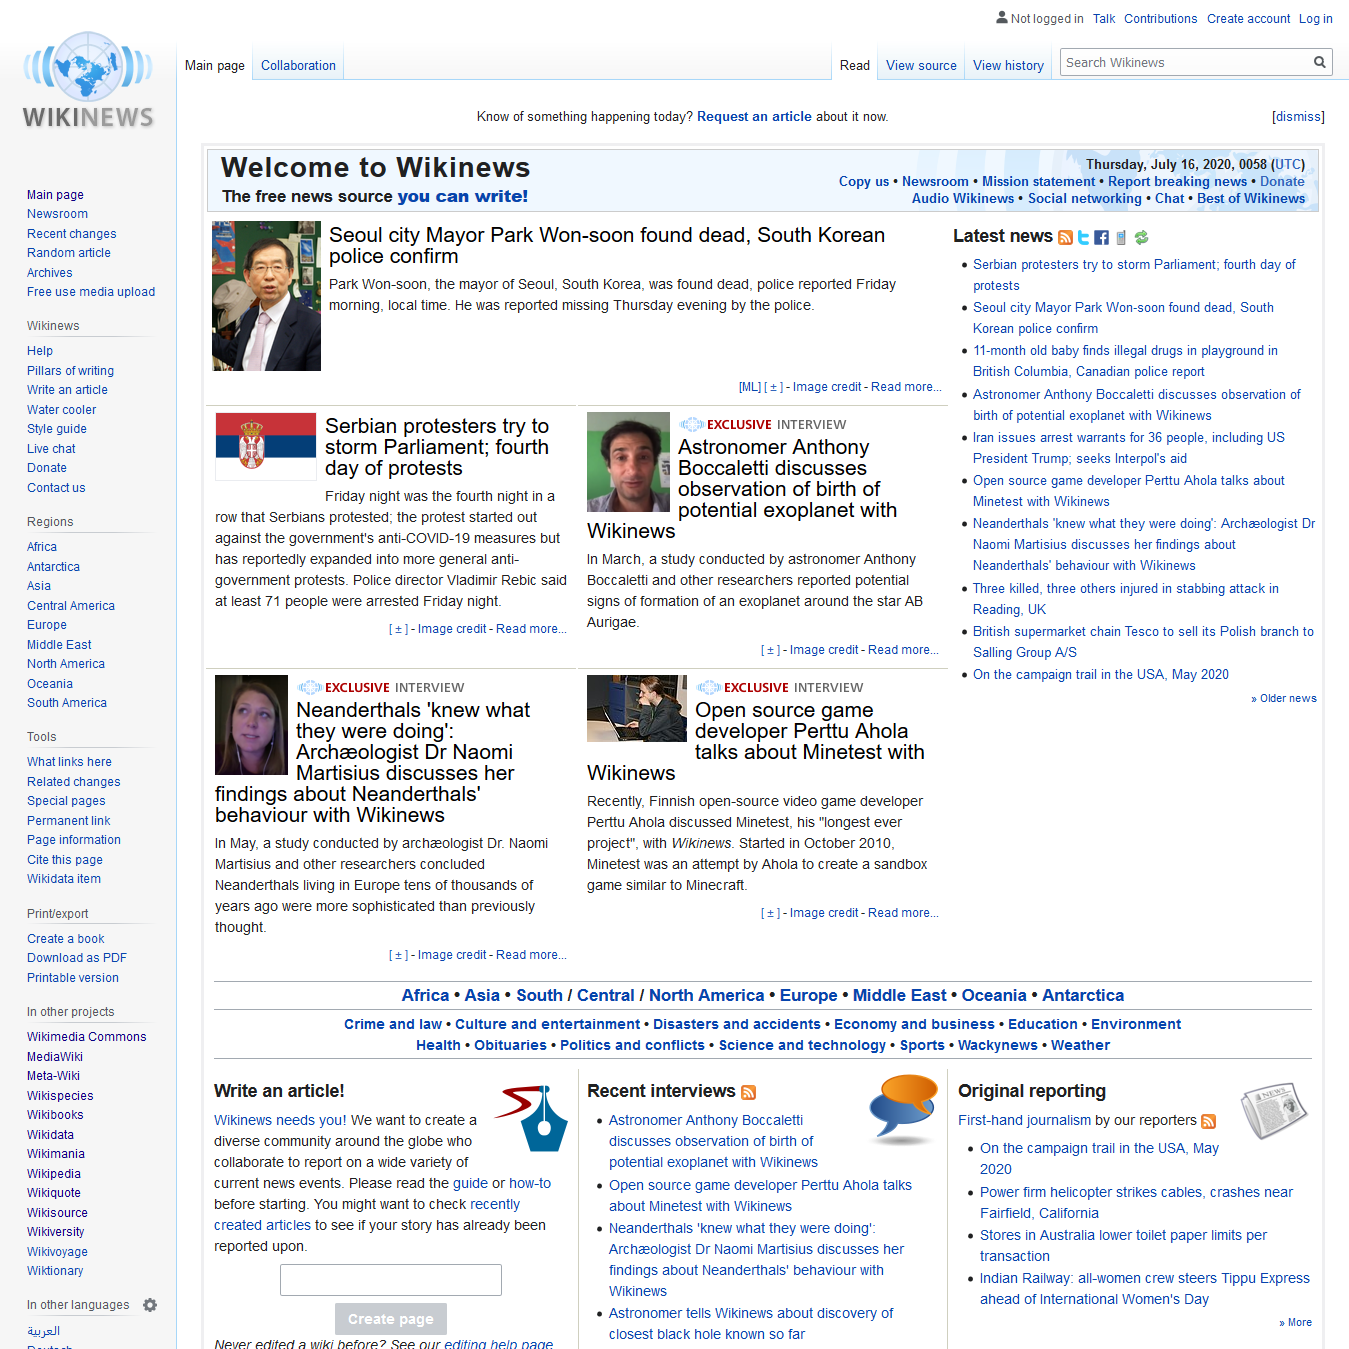 Not logged in Talk Contributions Create account Log in
WIKINEWS
Main page Collaboration Read View source View history Search Wikinews
Know of something happening today? Request an article about it now. [dismiss]
Main page
Newsroom
Recent changes
Random article
Archives
Free use media upload
Wikinews
Help
Pillars of writing
Write an article
Water cooler
Style guide
Live chat
Donate
Contact us
Regions
Africa
Antarctica
Asia
Central America
Europe
Middle East
North America
Oceania
South America
Tools
What links here
Related changes
Special pages
Permanent link
Page information
Cite this page
Wikidata item
Print/export
Create a book
Download as PDF
Printable version
In other projects
Wikimedia Commons
MediaWiki
Meta-Wiki
Wikispecies
Wikibooks
Wikidata
Wikimania
Wikipedia
Wikiquote
Wikisource
Wikiversity
Wikivoyage
Wiktionary
In other languages
العربية
Deutsch
Welcome to Wikinews
The free news source you can write!
Thursday, July 16, 2020, 0058 (UTC)
Copy us • Newsroom • Mission statement • Report breaking news • Donate
Audio Wikinews • Social networking • Chat • Best of Wikinews
Seoul city Mayor Park Won-soon found dead, South Korean
police confirm
Park Won-soon, the mayor of Seoul, South Korea, was found dead, police reported Friday
morning, local time. He was reported missing Thursday evening by the police.
[ML] [ ± ] - Image credit - Read more...
Serbian protesters try to
storm Parliament; fourth
day of protests
Friday night was the fourth night in a
row that Serbians protested; the protest started out
against the government's anti-COVID-19 measures but
has reportedly expanded into more general anti-
government protests. Police director Vladimir Rebic said
at least 71 people were arrested Friday night.
[ ± ] - Image credit - Read more...
EXCLUSIVE INTERVIEW
Astronomer Anthony
Boccaletti discusses
observation of birth of
potential exoplanet with
Wikinews
In March, a study conducted by astronomer Anthony
Boccaletti and other researchers reported potential
signs of formation of an exoplanet around the star AB
Aurigae.
[ ± ] - Image credit - Read more...
EXCLUSIVE INTERVIEW
Neanderthals 'knew what
they were doing':
Archæologist Dr Naomi
Martisius discusses her
findings about Neanderthals'
behaviour with Wikinews
In May, a study conducted by archæologist Dr. Naomi
Martisius and other researchers concluded
Neanderthals living in Europe tens of thousands of
years ago were more sophisticated than previously
thought.
[ ± ] - Image credit - Read more...
EXCLUSIVE INTERVIEW
Open source game
developer Perttu Ahola
talks about Minetest with
Wikinews
Recently, Finnish open-source video game developer
Perttu Ahola discussed Minetest, his "longest ever
project", with Wikinews. Started in October 2010,
Minetest was an attempt by Ahola to create a sandbox
game similar to Minecraft.
[ ± ] - Image credit - Read more...
Latest news
• Serbian protesters try to storm Parliament; fourth day of
protests
• Seoul city Mayor Park Won-soon found dead, South
Korean police confirm
• 11-month old baby finds illegal drugs in playground in
British Columbia, Canadian police report
• Astronomer Anthony Boccaletti discusses observation of
birth of potential exoplanet with Wikinews
• Iran issues arrest warrants for 36 people, including US
President Trump; seeks Interpol's aid
• Open source game developer Perttu Ahola talks about
Minetest with Wikinews
• Neanderthals 'knew what they were doing': Archæologist Dr
Naomi Martisius discusses her findings about
Neanderthals' behaviour with Wikinews
• Three killed, three others injured in stabbing attack in
Reading, UK
• British supermarket chain Tesco to sell its Polish branch to
Salling Group A/S
• On the campaign trail in the USA, May 2020
» Older news
Africa • Asia • South / Central / North America • Europe • Middle East • Oceania • Antarctica
Crime and law • Culture and entertainment • Disasters and accidents • Economy and business • Education • Environment
Health • Obituaries • Politics and conflicts • Science and technology • Sports • Wackynews • Weather
Write an article!
Wikinews needs you! We want to create a
diverse community around the globe who
collaborate to report on a wide variety of
current news events. Please read the guide or how-to
before starting. You might want to check recently
created articles to see if your story has already been
reported upon.
Create page
Never edited a wiki before? See our editing help page.
Recent interviews
• Astronomer Anthony Boccaletti
discusses observation of birth of
potential exoplanet with Wikinews
• Open source game developer Perttu Ahola talks
about Minetest with Wikinews
• Neanderthals 'knew what they were doing':
Archæologist Dr Naomi Martisius discusses her
findings about Neanderthals' behaviour with
Wikinews
• Astronomer tells Wikinews about discovery of
closest black hole known so far
Original reporting
NEWS
First-hand journalism by our reporters
• On the campaign trail in the USA, May
2020
• Power firm helicopter strikes cables, crashes near
Fairfield, California
• Stores in Australia lower toilet paper limits per
transaction
• Indian Railway: all-women crew steers Tippu Express
ahead of International Women's Day
» More